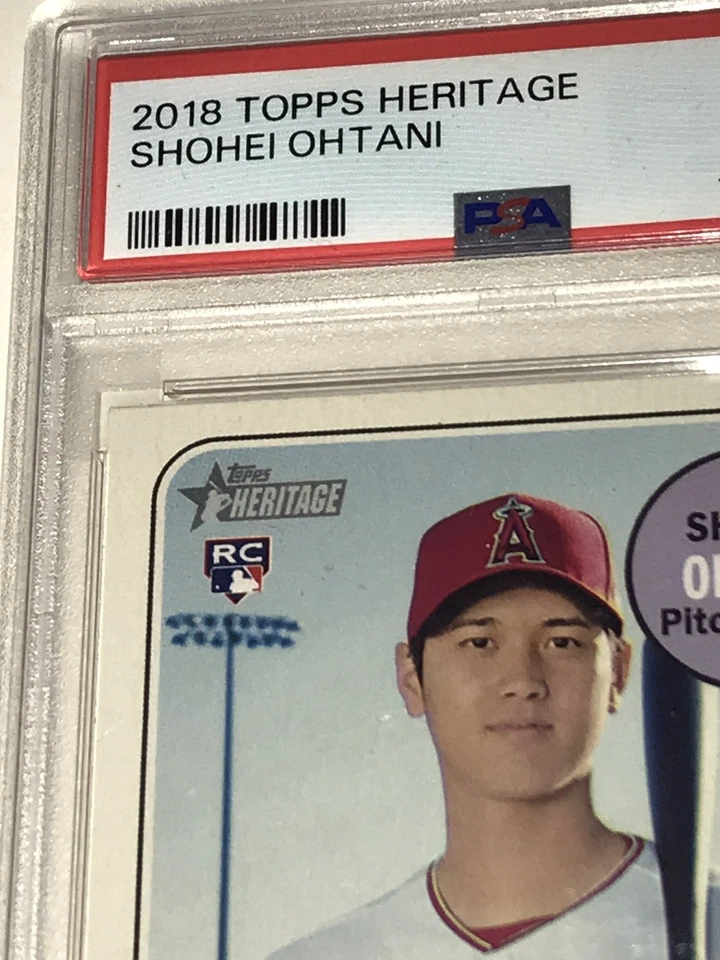 2018 TOPPS HERITAGE
SHOHEI OHTANI
PSA
TOPPS
HERITAGE
RC
A